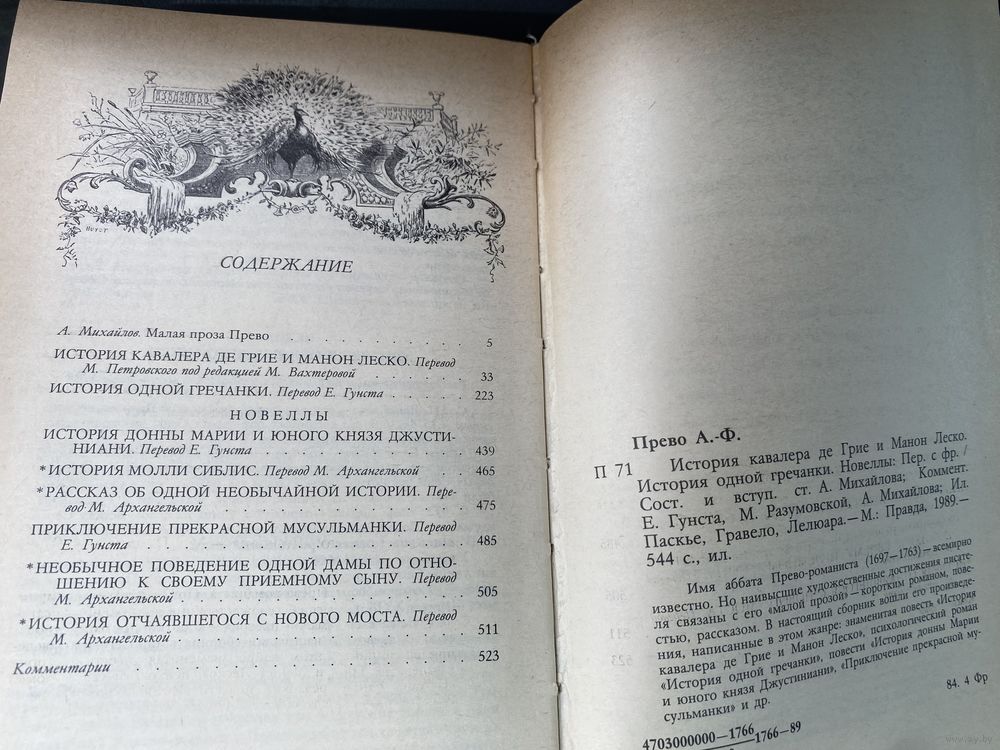 СОДЕРЖАНИЕ
А. Михайлов. Малая проза Прево . . . . . . . . . . 5
ИСТОРИЯ КАВАЛЕРА ДЕ ГРИЕ И МАНОН ЛЕСКО. Перевод
М. Петровского под редакцией М. Вахтеровой . . . . . . 33
ИСТОРИЯ ОДНОЙ ГРЕЧАНКИ. Перевод Е. Гунста . . . . . 223
НОВЕЛЛЫ
ИСТОРИЯ ДОННЫ МАРИИ И ЮНОГО КНЯЗЯ ДЖУСТИ-
НИАНИ. Перевод Е. Гунста . . . . . . . . . . 439
*ИСТОРИЯ МОЛЛИ СИБЛИС. Перевод М. Архангельской . . . 465
*РАССКАЗ ОБ ОДНОЙ НЕОБЫЧАЙНОЙ ИСТОРИИ. Пере-
вод М. Архангельской . . . . . . . . . . 475
ПРИКЛЮЧЕНИЕ ПРЕКРАСНОЙ МУСУЛЬМАНКИ. Перевод
Е. Гунста . . . . . . . . . . 485
*НЕОБЫЧНОЕ ПОВЕДЕНИЕ ОДНОЙ ДАМЫ ПО ОТНО-
ШЕНИЮ К СВОЕМУ ПРИЕМНОМУ СЫНУ. Перевод
М. Архангельской . . . . . . . . . . 505
*ИСТОРИЯ ОТЧАЯВШЕГОСЯ С НОВОГО МОСТА. Перевод
М. Архангельской . . . . . . . . . . 511
Комментарии . . . . . . . . . . 523
Прево А.-Ф.
П 71 История кавалера де Грие и Манон Леско.
История одной гречанки. Новеллы: Пер. с фр. /
Сост. и вступ. ст. А. Михайлова; Коммент.
Е. Гунста, М. Разумовской, А. Михайлова; Ил.
Паскье, Гравело, Лелюара.—М.: Правда, 1989.—
544 с., ил.
Имя аббата Прево-романиста (1697—1763)—всемирно
известно. Но наивысшие художественные достижения писате-
ля связаны с его «малой прозой»—коротким романом, пове-
стью, рассказом. В настоящий сборник вошли его произведе-
ния, написанные в этом жанре: знаменитая повесть «История
кавалера де Грие и Манон Леско», психологический роман
«История одной гречанки», повести «История донны Марии
и юного князя Джустиниани», «Приключение прекрасной му-
сульманки» и др.
84. 4 Фр
4703000000—1766
—1766—89